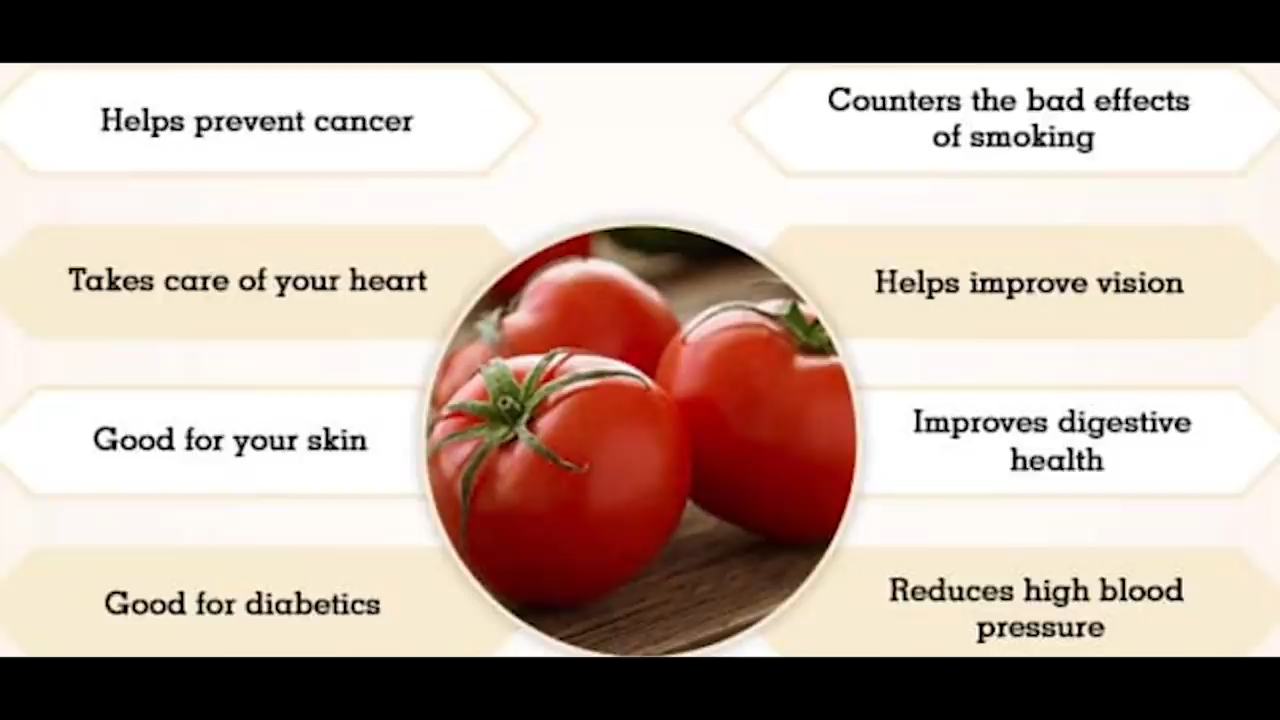 Helps prevent cancer
Counters the bad effects
of smoking
Takes care of your heart
Helps improve vision
Good for your skin
Improves digestive
health
Good for diabetics
Reduces high blood
pressure